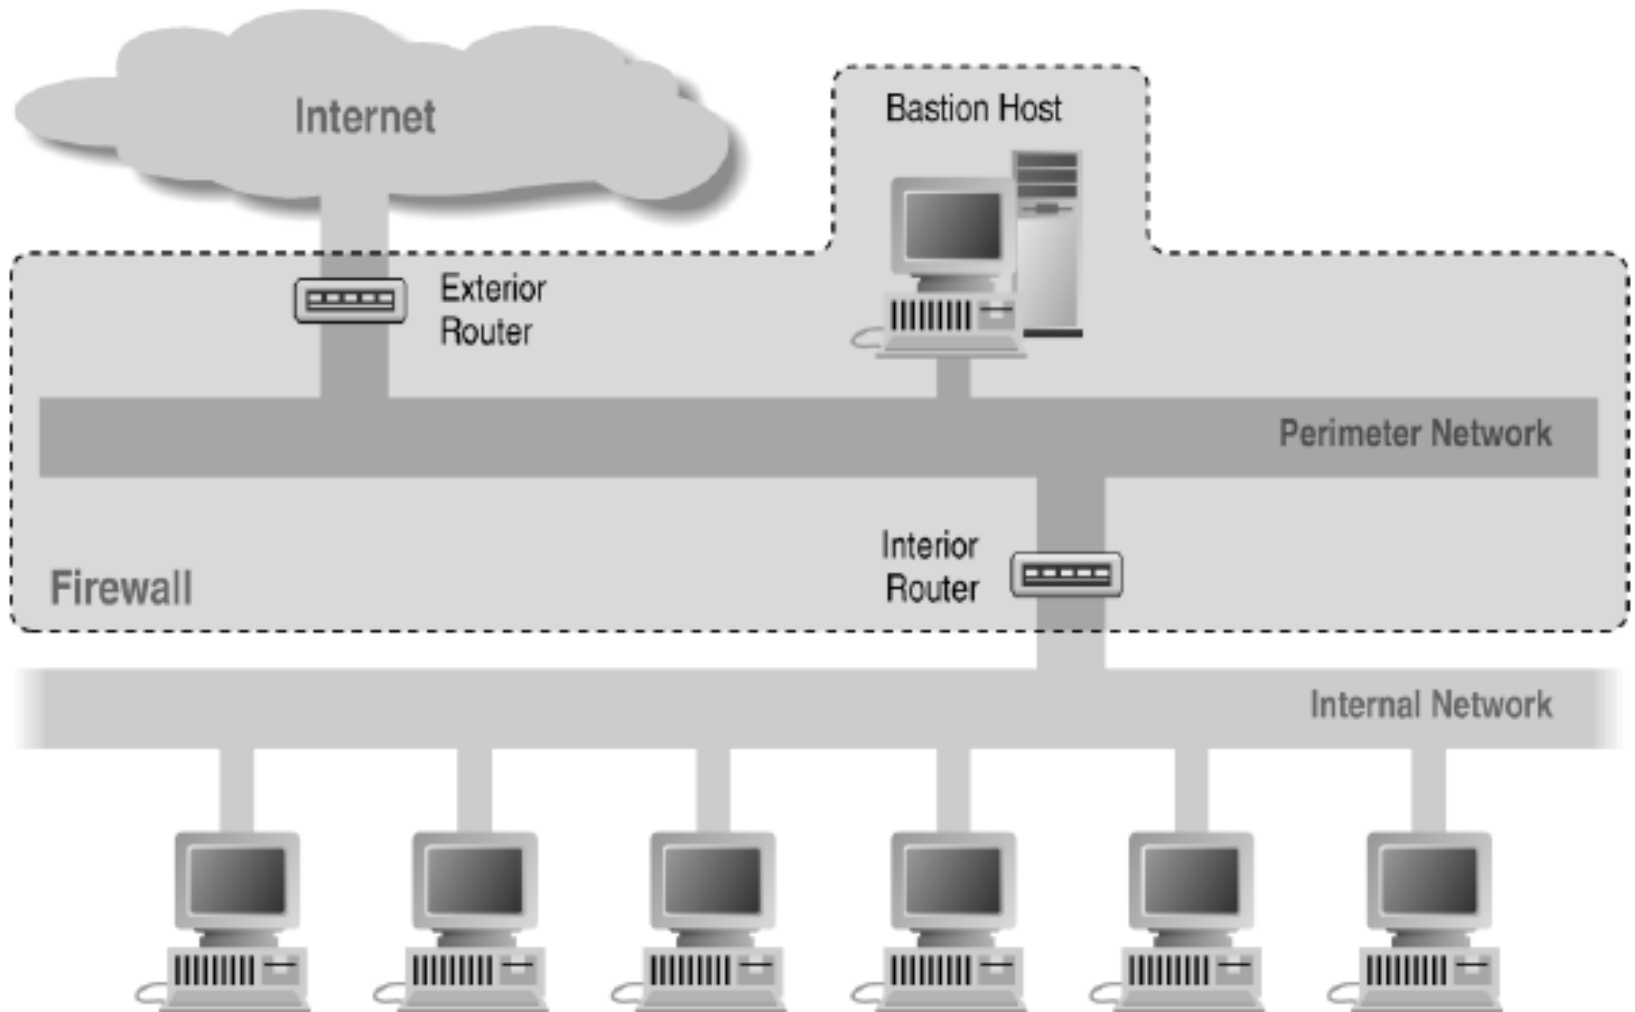 Internet
Bastion Host
Exterior
Router
Perimeter Network
Interior
Router
Firewall
Internal Network